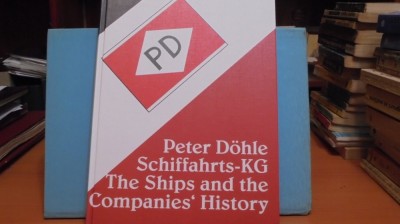 PD
Peter Döhle
Schiffahrts-KG
The Ships and the
Companies' History